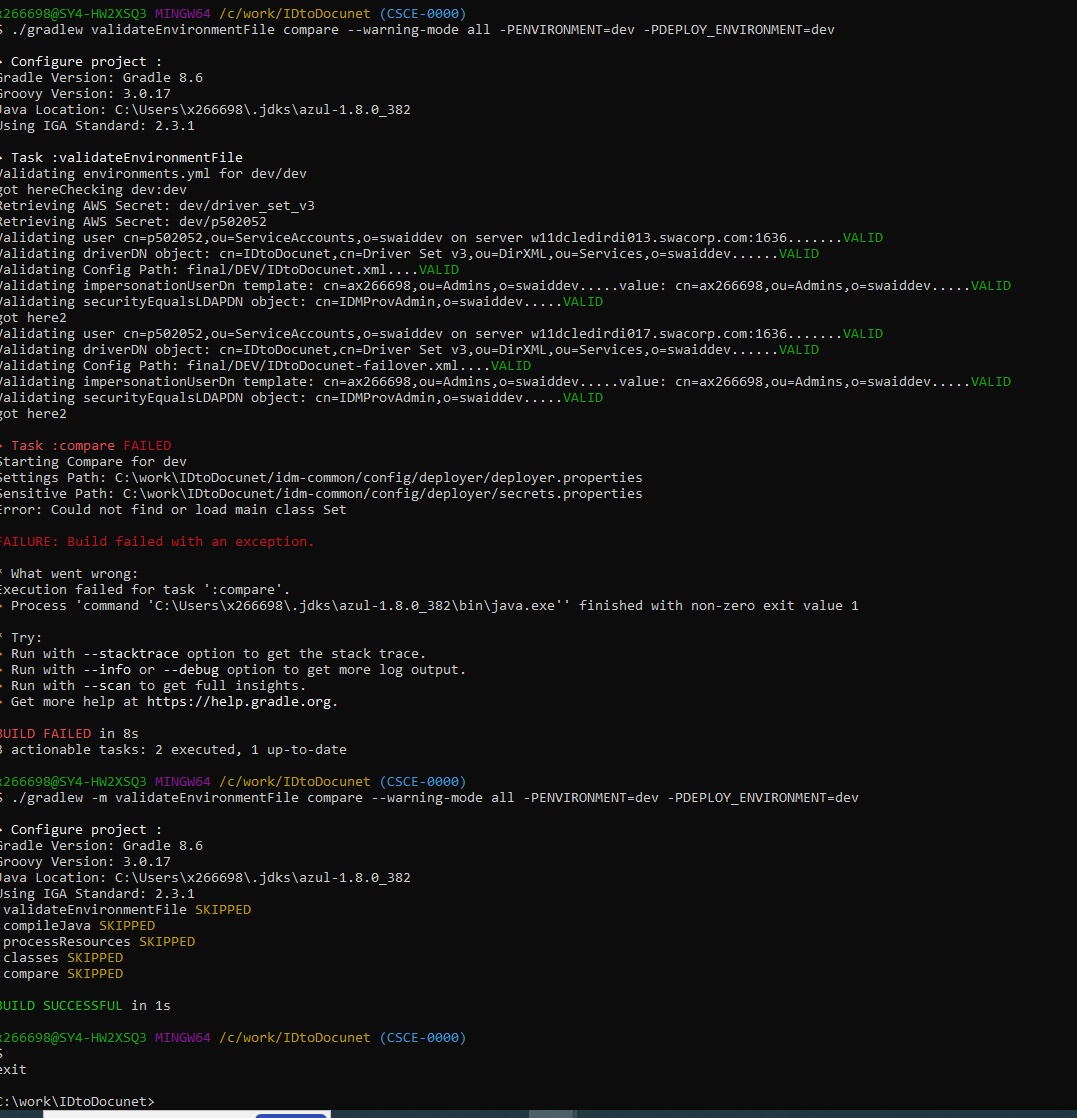 x266698@SY4-HW2XSQ3 MINGW64 /c/work/IDtoDocunet (CSCE-0000)
$ ./gradlew validateEnvironmentFile compare --warning-mode all -PENVIRONMENT=dev -PDEPLOY_ENVIRONMENT=dev
> Configure project :
Gradle Version: Gradle 8.6
Groovy Version: 3.0.17
Java Location: C:\Users\x266698\.jdks\azul-1.8.0_382
Using IGA Standard: 2.3.1
> Task :validateEnvironmentFile
Validating environments.yml for dev/dev
got hereChecking dev:dev
Retrieving AWS Secret: dev/driver_set_v3
Retrieving AWS Secret: dev/p502052
Validating user cn=p502052,ou=ServiceAccounts,o=swaiddev on server w11dcledirdi013.swacorp.com:1636.......VALID
Validating driverDN object: cn=IDtoDocunet,cn=Driver Set v3,ou=DirXML,ou=Services,o=swaiddev......VALID
Validating Config Path: final/DEV/IDtoDocunet.xml....VALID
Validating impersonationUserDn template: cn=ax266698,ou=Admins,o=swaiddev.....value: cn=ax266698,ou=Admins,o=swaiddev.....VALID
Validating securityEqualsLDAPDN object: cn=IDMProvAdmin,o=swaiddev.....VALID
got here2
Validating user cn=p502052,ou=ServiceAccounts,o=swaiddev on server w11dcledirdi017.swacorp.com:1636.......VALID
Validating driverDN object: cn=IDtoDocunet,cn=Driver Set v3,ou=DirXML,ou=Services,o=swaiddev......VALID
Validating Config Path: final/DEV/IDtoDocunet-failover.xml....VALID
Validating impersonationUserDn template: cn=ax266698,ou=Admins,o=swaiddev.....value: cn=ax266698,ou=Admins,o=swaiddev.....VALID
Validating securityEqualsLDAPDN object: cn=IDMProvAdmin,o=swaiddev.....VALID
got here2
> Task :compare FAILED
Starting Compare for dev
Settings Path: C:\work\IDtoDocunet/idm-common/config/deployer/deployer.properties
Sensitive Path: C:\work\IDtoDocunet/idm-common/config/deployer/secrets.properties
Error: Could not find or load main class Set
FAILURE: Build failed with an exception.
* What went wrong:
Execution failed for task ':compare'.
> Process 'command 'C:\Users\x266698\.jdks\azul-1.8.0_382\bin\java.exe'' finished with non-zero exit value 1
* Try:
> Run with --stacktrace option to get the stack trace.
> Run with --info or --debug option to get more log output.
> Run with --scan to get full insights.
> Get more help at https://help.gradle.org.
BUILD FAILED in 8s
3 actionable tasks: 2 executed, 1 up-to-date
x266698@SY4-HW2XSQ3 MINGW64 /c/work/IDtoDocunet (CSCE-0000)
$ ./gradlew -m validateEnvironmentFile compare --warning-mode all -PENVIRONMENT=dev -PDEPLOY_ENVIRONMENT=dev
> Configure project :
Gradle Version: Gradle 8.6
Groovy Version: 3.0.17
Java Location: C:\Users\x266698\.jdks\azul-1.8.0_382
Using IGA Standard: 2.3.1
:validateEnvironmentFile SKIPPED
:compileJava SKIPPED
:processResources SKIPPED
:classes SKIPPED
:compare SKIPPED
BUILD SUCCESSFUL in 1s
x266698@SY4-HW2XSQ3 MINGW64 /c/work/IDtoDocunet (CSCE-0000)
$
exit
C:\work\IDtoDocunet>